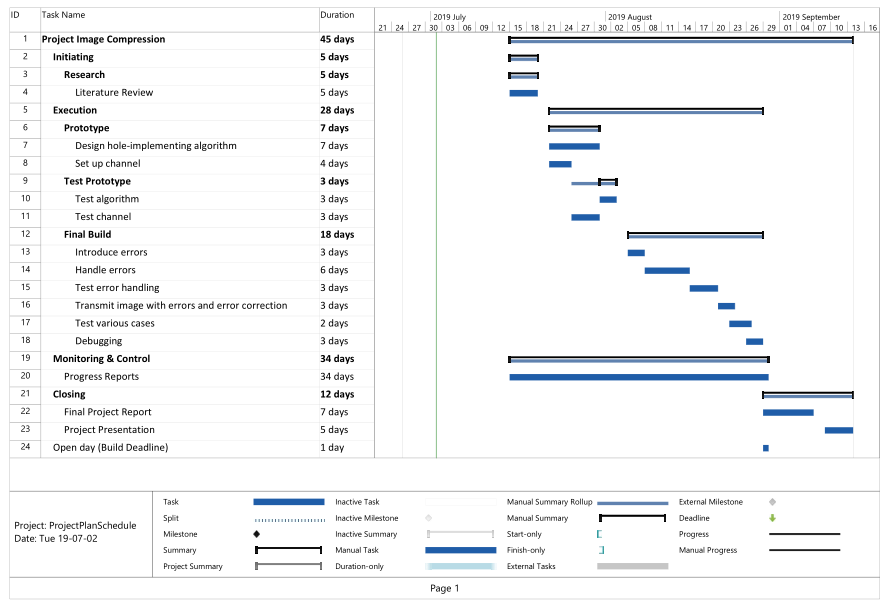 ID Task Name Duration 2019 July 2019 August 2019 September
21 24 27 30 03 06 09 12 15 18 21 24 27 30 02 05 08 11 14 17 20 23 26 29 01 04 07 10 13 16
1 Project Image Compression 45 days
2 Initiating 5 days
3 Research 5 days
4 Literature Review 5 days
5 Execution 28 days
6 Prototype 7 days
7 Design hole-implementing algorithm 7 days
8 Set up channel 4 days
9 Test Prototype 3 days
10 Test algorithm 3 days
11 Test channel 3 days
12 Final Build 18 days
13 Introduce errors 3 days
14 Handle errors 6 days
15 Test error handling 3 days
16 Transmit image with errors and error correction 3 days
17 Test various cases 2 days
18 Debugging 3 days
19 Monitoring & Control 34 days
20 Progress Reports 34 days
21 Closing 12 days
22 Final Project Report 7 days
23 Project Presentation 5 days
24 Open day (Build Deadline) 1 day
Project: ProjectPlanSchedule
Date: Tue 19-07-02
Task
Split
Milestone
Summary
Project Summary
Inactive Task
Inactive Milestone
Inactive Summary
Manual Task
Duration-only
Manual Summary Rollup
Manual Summary
Start-only
Finish-only
External Tasks
External Milestone
Deadline
Progress
Manual Progress
Page 1